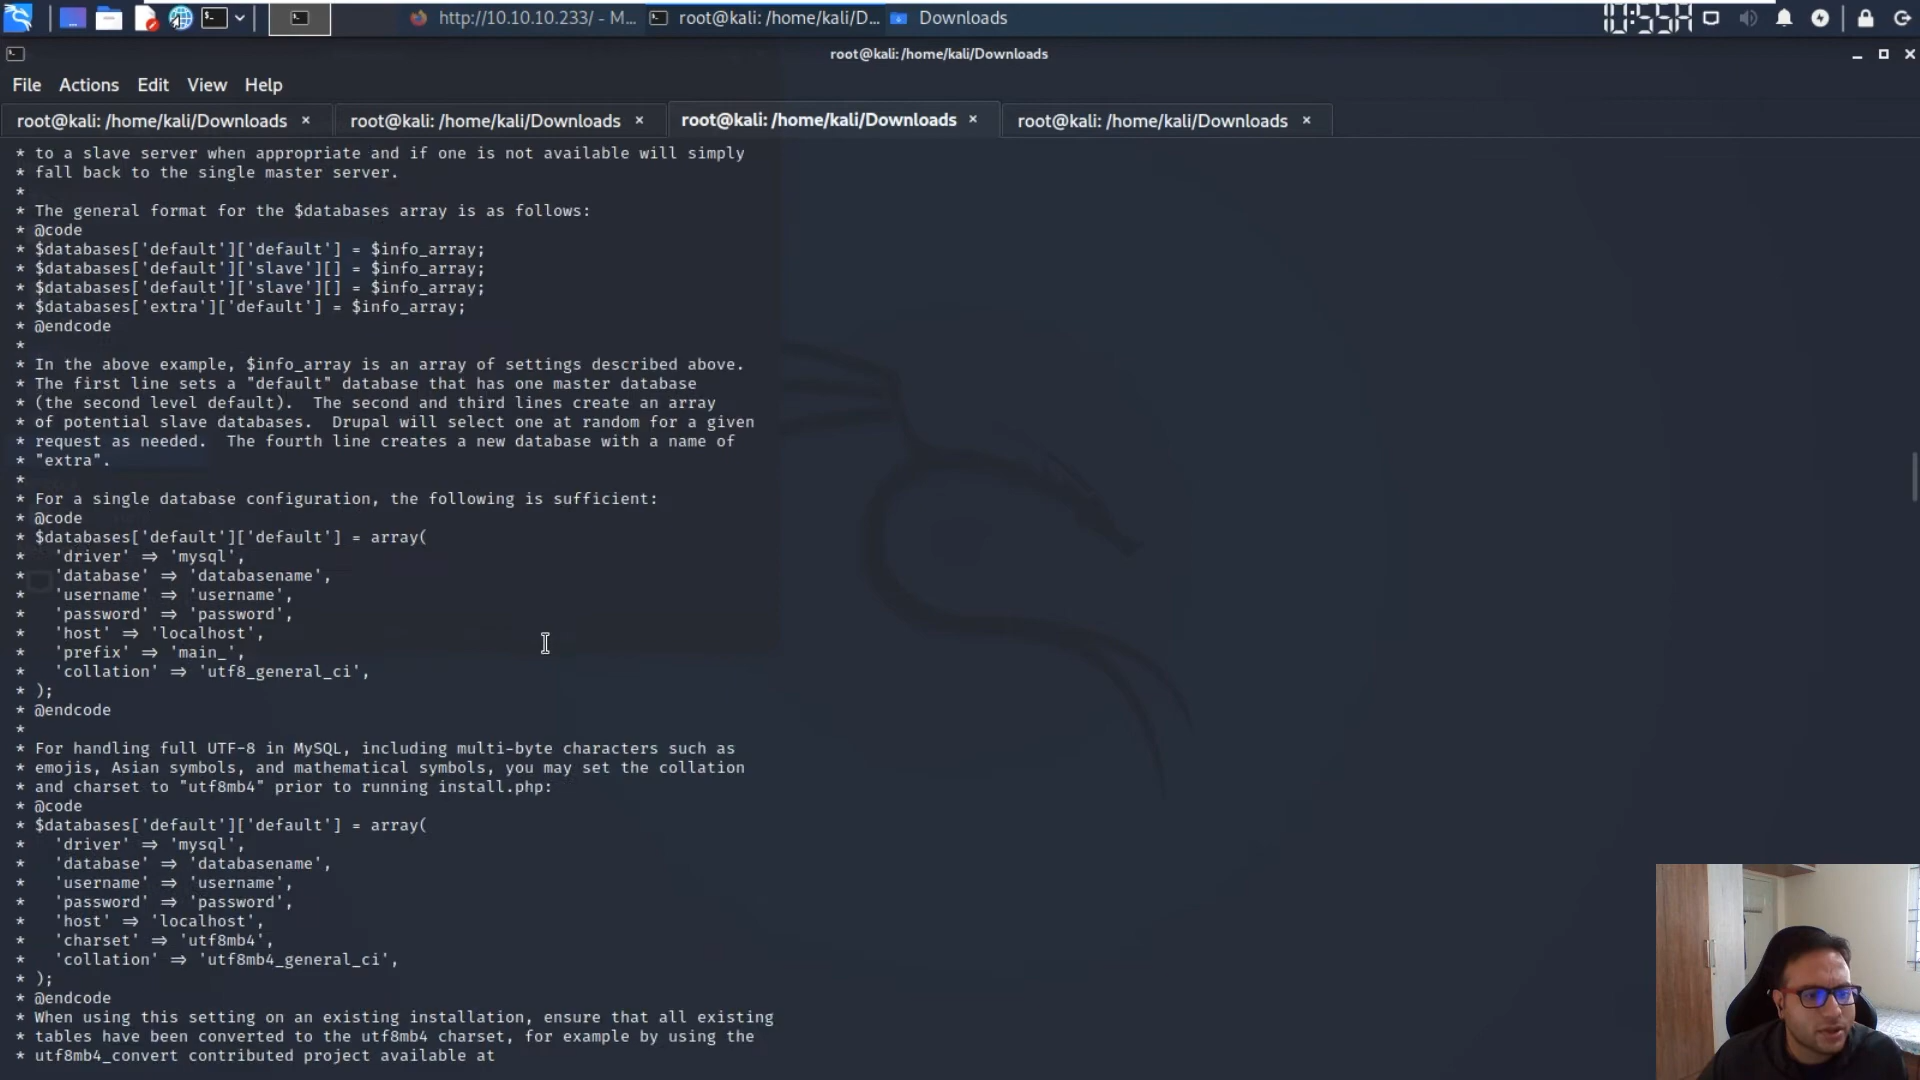 http://10.10.10.233/ - M...
root@kali: /home/kali/D...
Downloads
10:55
root@kali: /home/kali/Downloads
File Actions Edit View Help
root@kali: /home/kali/Downloads × root@kali: /home/kali/Downloads × root@kali: /home/kali/Downloads × root@kali: /home/kali/Downloads ×
* to a slave server when appropriate and if one is not available will simply
* fall back to the single master server.
*
* The general format for the $databases array is as follows:
* @code
* $databases['default']['default'] = $info_array;
* $databases['default']['slave'][] = $info_array;
* $databases['default']['slave'][] = $info_array;
* $databases['extra']['default'] = $info_array;
* @endcode
*
* In the above example, $info_array is an array of settings described above.
* The first line sets a "default" database that has one master database
* (the second level default).  The second and third lines create an array
* of potential slave databases.  Drupal will select one at random for a given
* request as needed.  The fourth line creates a new database with a name of
* "extra".
*
* For a single database configuration, the following is sufficient:
* @code
* $databases['default']['default'] = array(
*   'driver' => 'mysql',
*   'database' => 'databasename',
*   'username' => 'username',
*   'password' => 'password',
*   'host' => 'localhost',
*   'prefix' => 'main_',
*   'collation' => 'utf8_general_ci',
* );
* @endcode
*
* For handling full UTF-8 in MySQL, including multi-byte characters such as
* emojis, Asian symbols, and mathematical symbols, you may set the collation
* and charset to "utf8mb4" prior to running install.php:
* @code
* $databases['default']['default'] = array(
*   'driver' => 'mysql',
*   'database' => 'databasename',
*   'username' => 'username',
*   'password' => 'password',
*   'host' => 'localhost',
*   'charset' => 'utf8mb4',
*   'collation' => 'utf8mb4_general_ci',
* );
* @endcode
* When using this setting on an existing installation, ensure that all existing
* tables have been converted to the utf8mb4 charset, for example by using the
* utf8mb4_convert contributed project available at